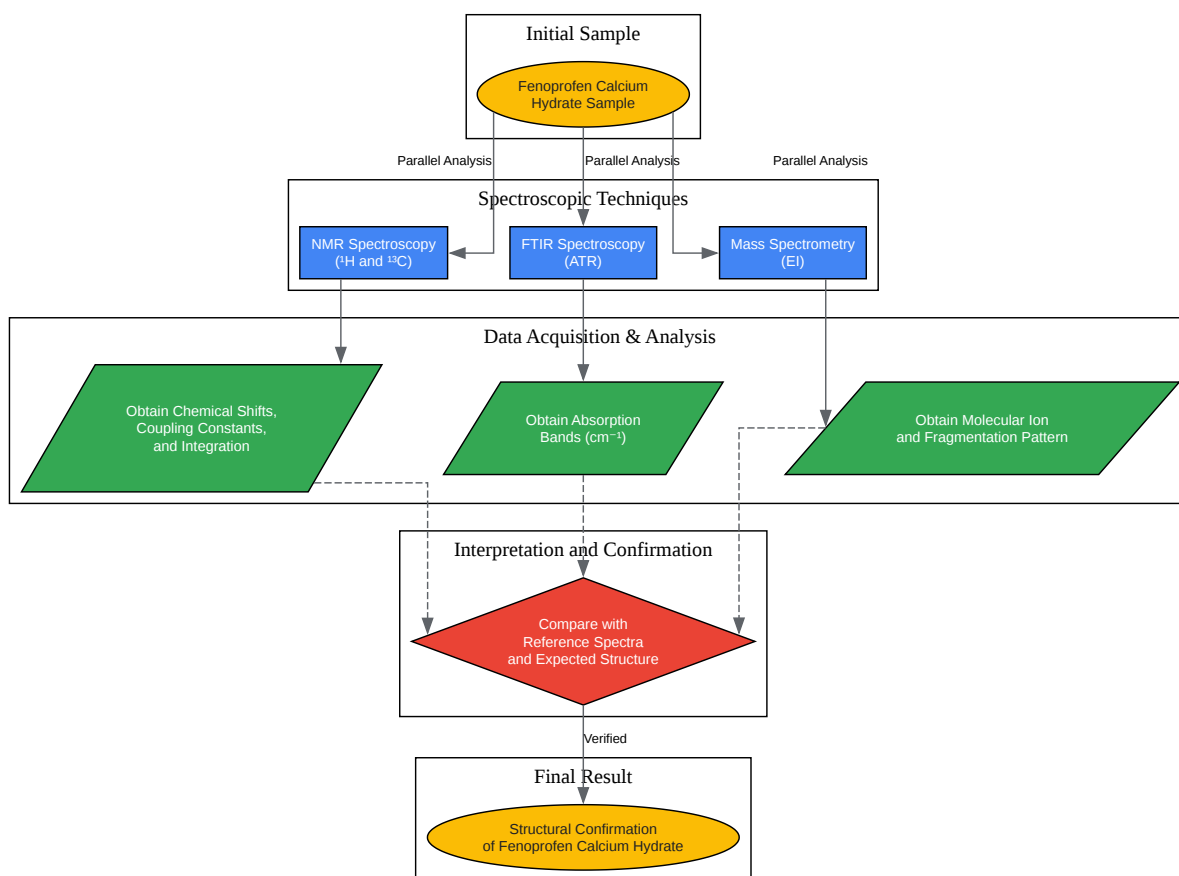 Initial Sample
Fenoprofen Calcium
Hydrate Sample
Parallel Analysis
Parallel Analysis
Parallel Analysis
Spectroscopic Techniques
NMR Spectroscopy
(¹H and ¹³C)
FTIR Spectroscopy
(ATR)
Mass Spectrometry
(EI)
Data Acquisition & Analysis
Obtain Chemical Shifts,
Coupling Constants,
and Integration
Obtain Absorption
Bands (cm⁻¹)
Obtain Molecular Ion
and Fragmentation Pattern
Interpretation and Confirmation
Compare with
Reference Spectra
and Expected Structure
Verified
Final Result
Structural Confirmation
of Fenoprofen Calcium Hydrate